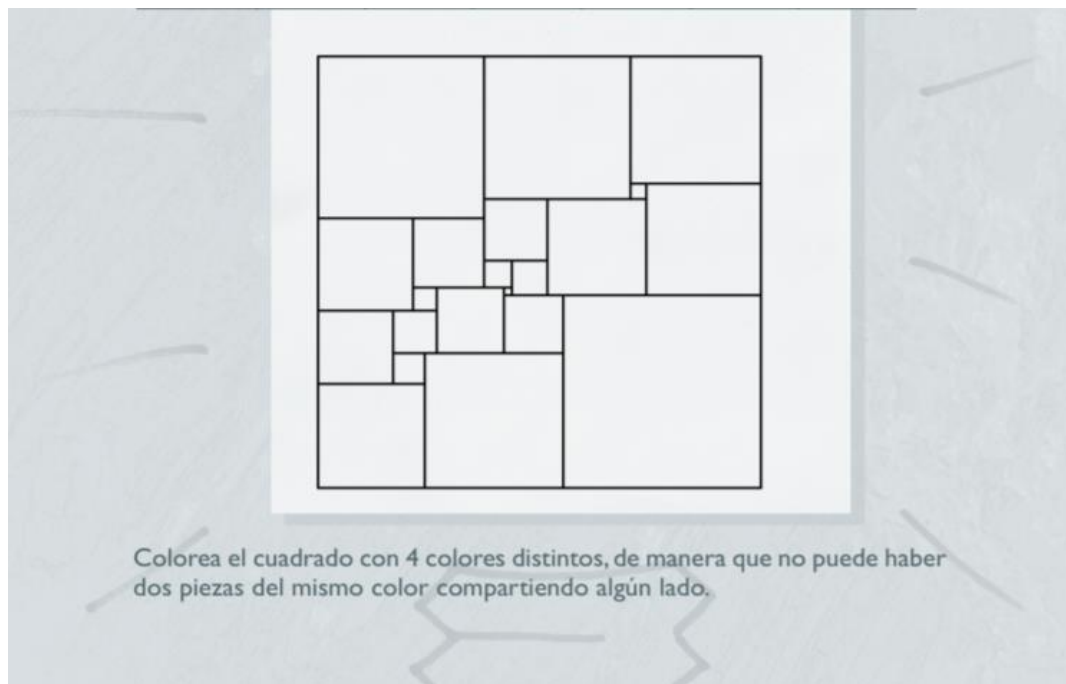 Colorea el cuadrado con 4 colores distintos, de manera que no puede haber
dos piezas del mismo color compartiendo algún lado.